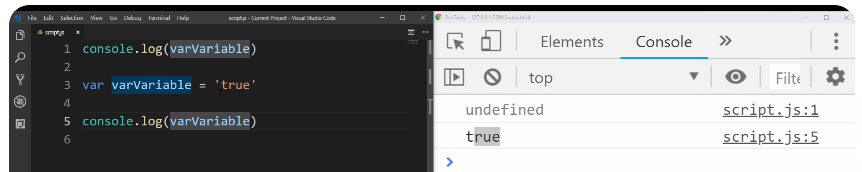 File Edit Selection View Go Debug Terminal Help
script.js - Current Project - Visual Studio Code
script.js
1 console.log(varVariable)
2
3 var varVariable = 'true'
4
5 console.log(varVariable)
6
Elements Console »
top Filte
undefined script.js:1
true script.js:5